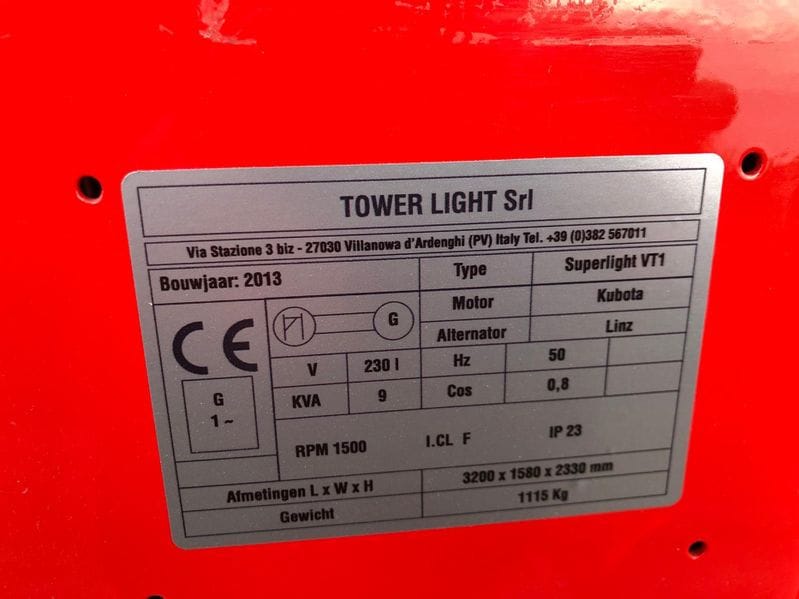 TOWER LIGHT Srl
Via Stazione 3 biz - 27030 Villanowa d'Ardenghi (PV) Italy Tel. +39 (0)382 567011
Bouwjaar: 2013
Type Superlight VT1
Motor Kubota
Alternator Linz
CE
G
1~
G
V 230 I Hz 50
KVA 9 Cos 0,8
RPM 1500 I.CL F IP 23
Afmetingen L x W x H 3200 x 1580 x 2330 mm
Gewicht 1115 Kg